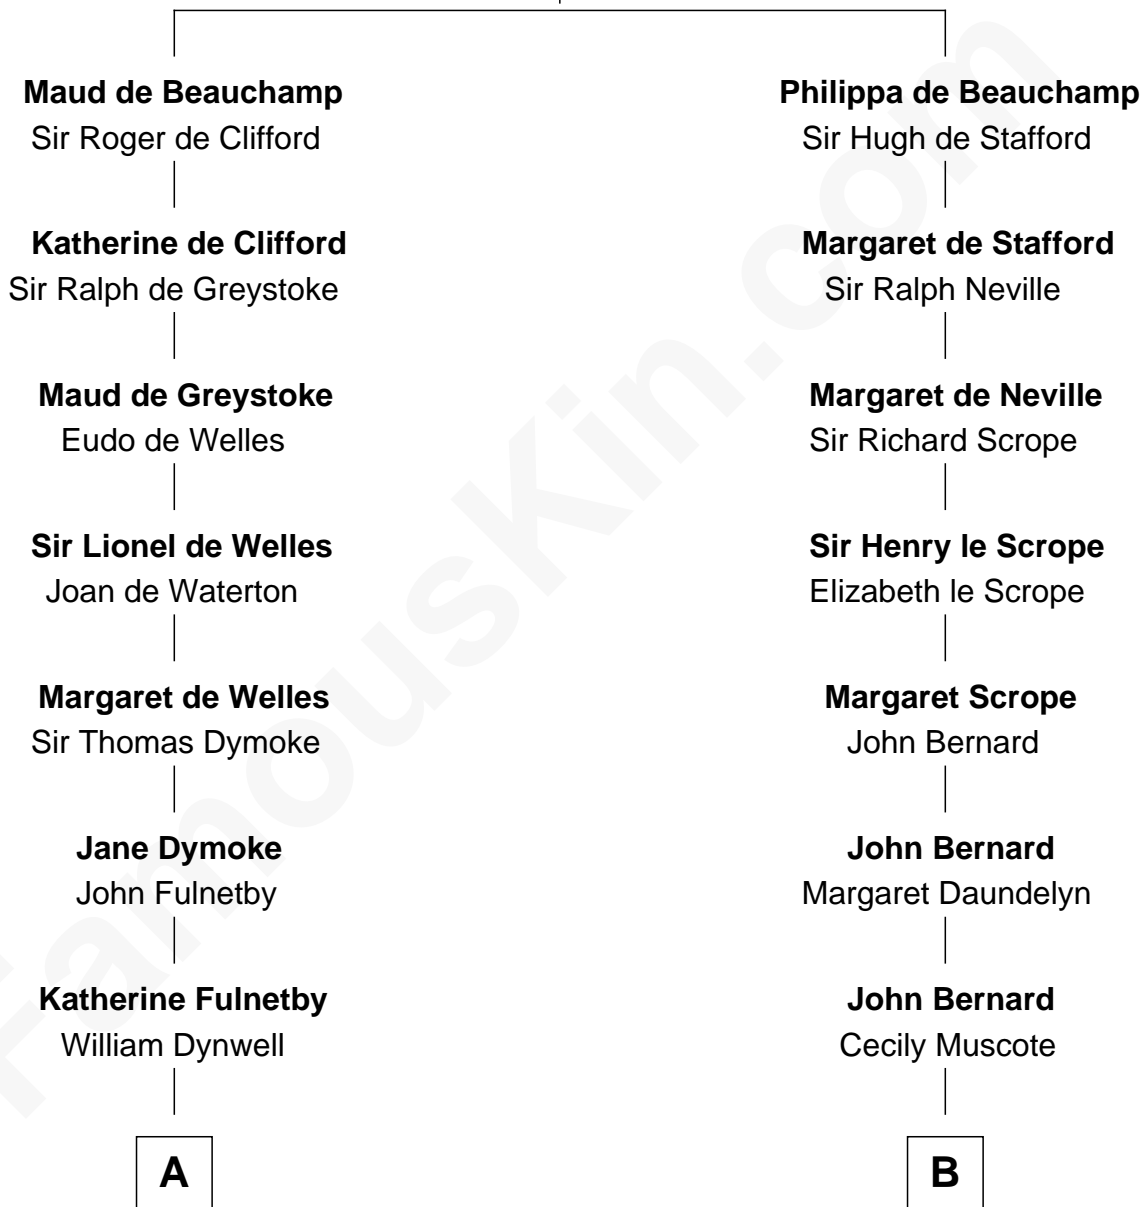 Maud de Beauchamp
Sir Roger de Clifford
Katherine de Clifford
Sir Ralph de Greystoke
Maud de Greystoke
Eudo de Welles
Sir Lionel de Welles
Joan de Waterton
Margaret de Welles
Sir Thomas Dymoke
Jane Dymoke
John Fulnetby
Katherine Fulnetby
William Dynwell
A
Philippa de Beauchamp
Sir Hugh de Stafford
Margaret de Stafford
Sir Ralph Neville
Margaret de Neville
Sir Richard Scrope
Sir Henry le Scrope
Elizabeth le Scrope
Margaret Scrope
John Bernard
John Bernard
Margaret Daundelyn
John Bernard
Cecily Muscote
B
FamousKin.com